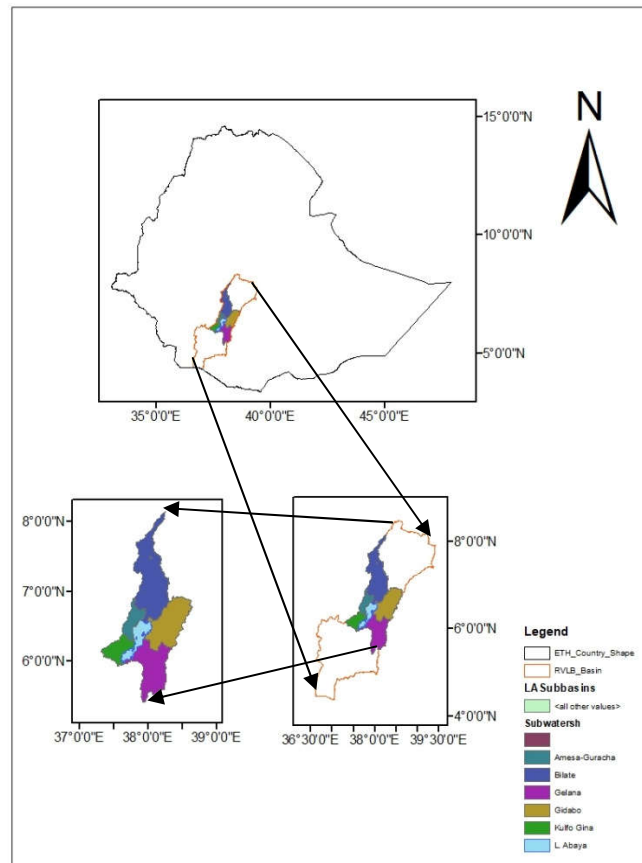 N
15°0'0"N
10°0'0"N
5°0'0"N
35°0'0"E 40°0'0"E 45°0'0"E
8°0'0"N
7°0'0"N
6°0'0"N
37°0'0"E 38°0'0"E 39°0'0"E
8°0'0"N
6°0'0"N
4°0'0"N
36°30'0"E 38°0'0"E 39°30'0"E
Legend
ETH_Country_Shape
RVLB_Basin
LA Subbasins
<all other values>
Subwatersh
Amesa-Guracha
Bilate
Gelana
Gidabo
Kulfo Gina
L. Abaya